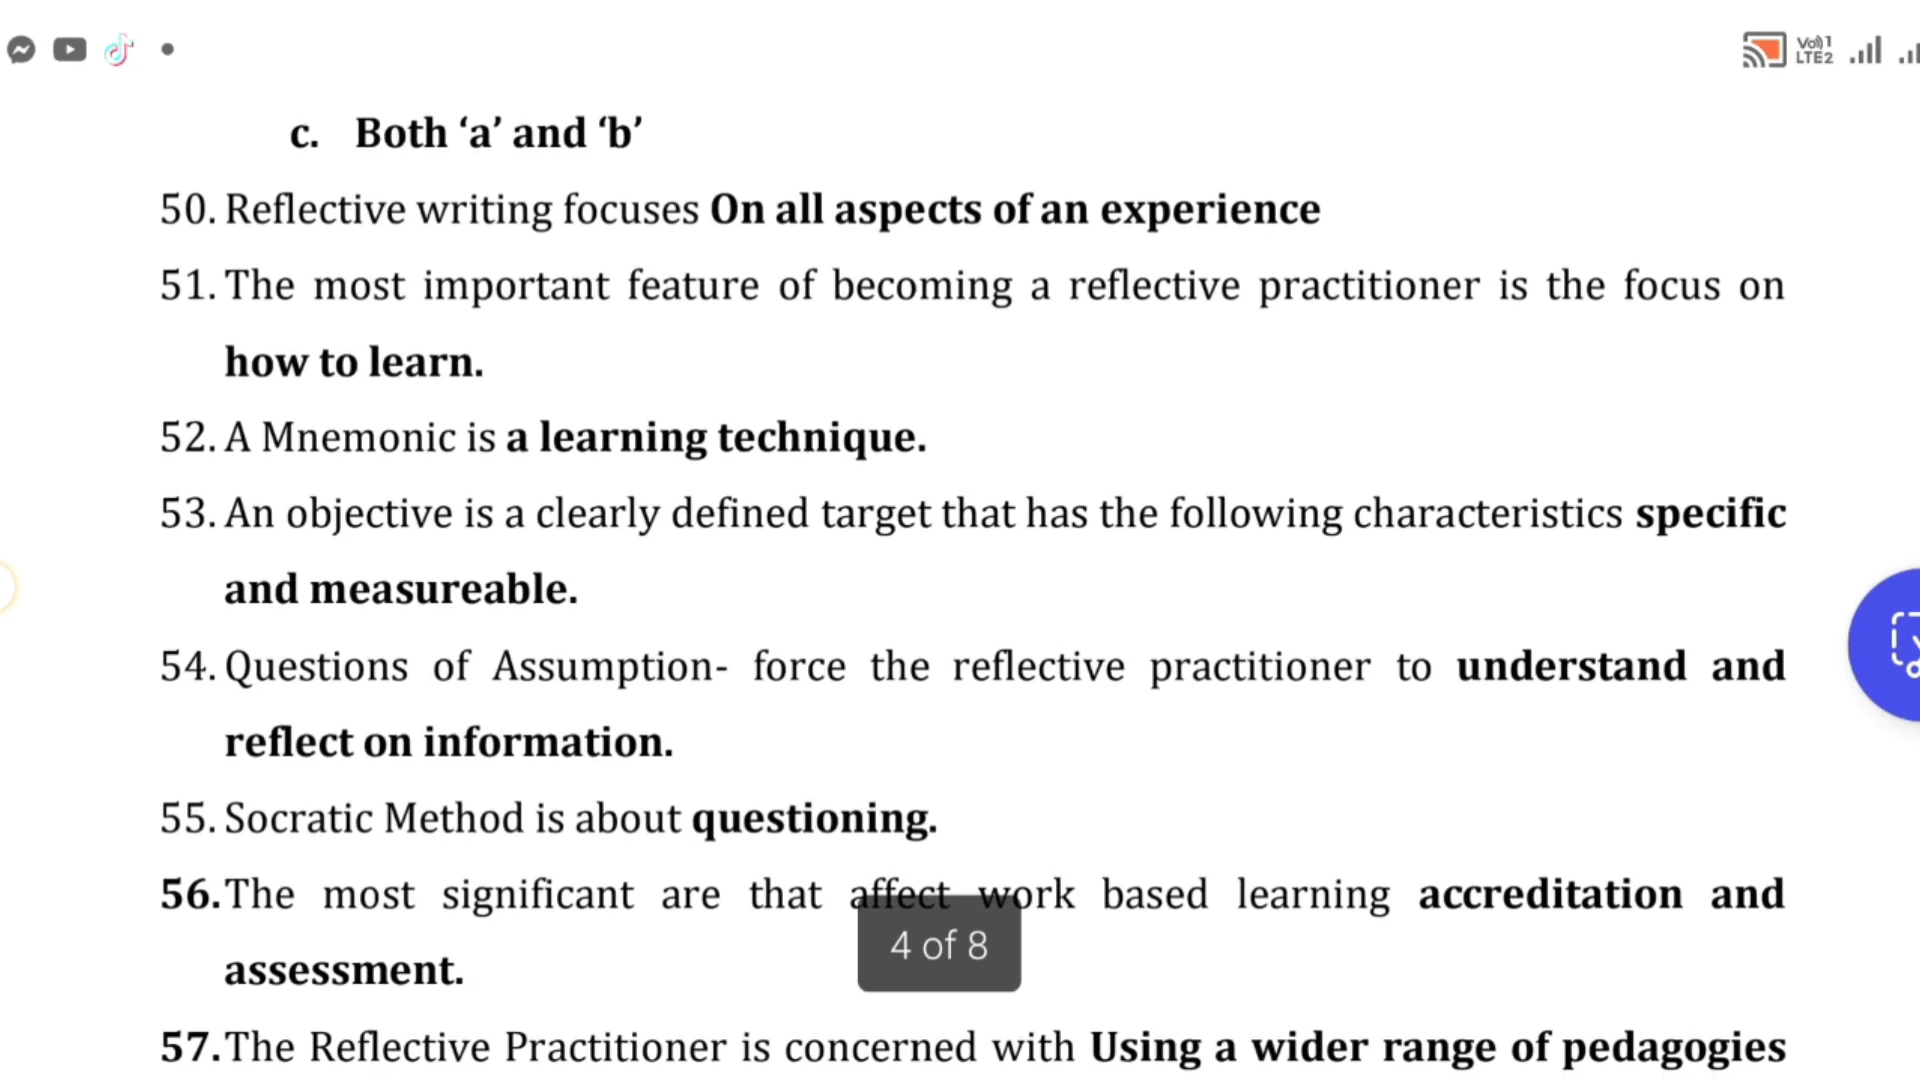 Vo))1
LTE2
c. Both ‘a’ and ‘b’
50. Reflective writing focuses On all aspects of an experience
51. The most important feature of becoming a reflective practitioner is the focus on
how to learn.
52. A Mnemonic is a learning technique.
53. An objective is a clearly defined target that has the following characteristics specific
and measureable.
54. Questions of Assumption- force the reflective practitioner to understand and
reflect on information.
55. Socratic Method is about questioning.
56. The most significant are that affect work based learning accreditation and
assessment.
4 of 8
57. The Reflective Practitioner is concerned with Using a wider range of pedagogies